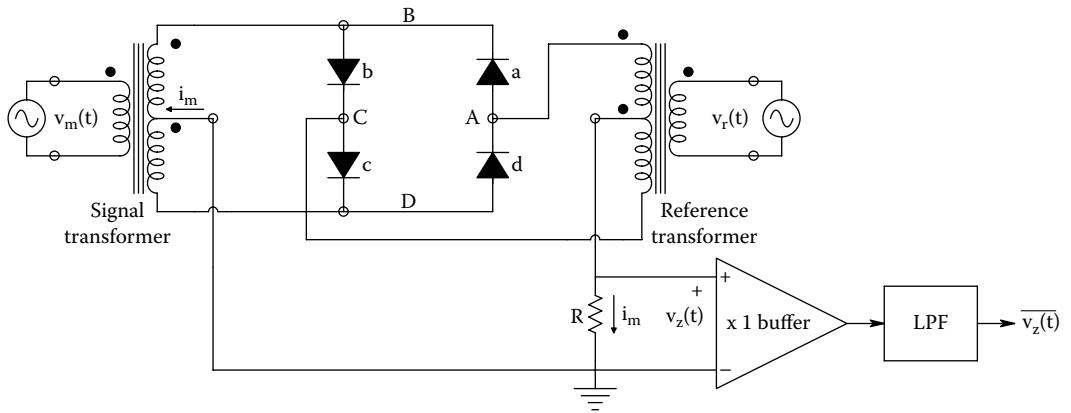 B
b
a
i_m
v_m(t)
C
A
v_r(t)
c
d
D
Signal
transformer
Reference
transformer
+
+
R
i_m
v_z(t)
x 1 buffer
LPF
v_z(t)
−